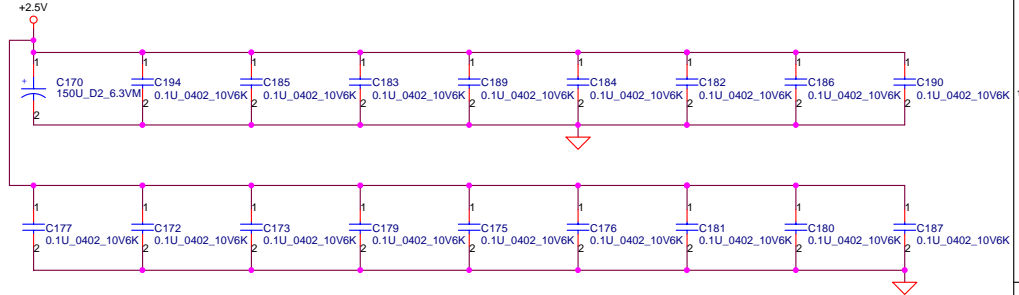 +2.5V
1 1 1 1 1 1 1 1 1
+ C170 C194 C185 C183 C189 C184 C182 C186 C190
150U_D2_6.3VM 0.1U_0402_10V6K 0.1U_0402_10V6K 0.1U_0402_10V6K 0.1U_0402_10V6K 0.1U_0402_10V6K 0.1U_0402_10V6K 0.1U_0402_10V6K 0.1U_0402_10V6K
2 2 2 2 2 2 2 2 2
1 1 1 1 1 1 1 1 1
C177 C172 C173 C179 C175 C176 C181 C180 C187
0.1U_0402_10V6K 0.1U_0402_10V6K 0.1U_0402_10V6K 0.1U_0402_10V6K 0.1U_0402_10V6K 0.1U_0402_10V6K 0.1U_0402_10V6K 0.1U_0402_10V6K 0.1U_0402_10V6K
2 2 2 2 2 2 2 2 2